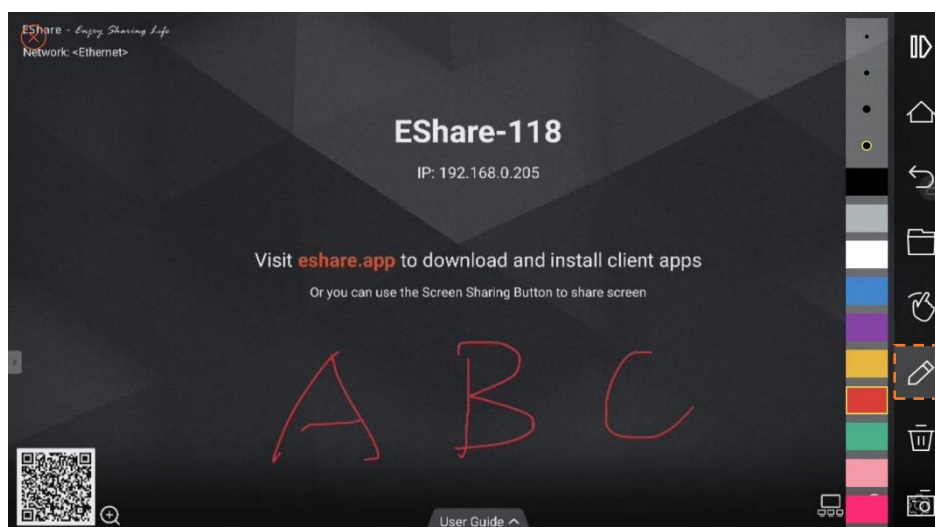 EShare - Enjoy Sharing Life
Network: <Ethernet>
EShare-118
IP: 192.168.0.205
Visit eshare.app to download and install client apps
Or you can use the Screen Sharing Button to share screen
A B C
User Guide